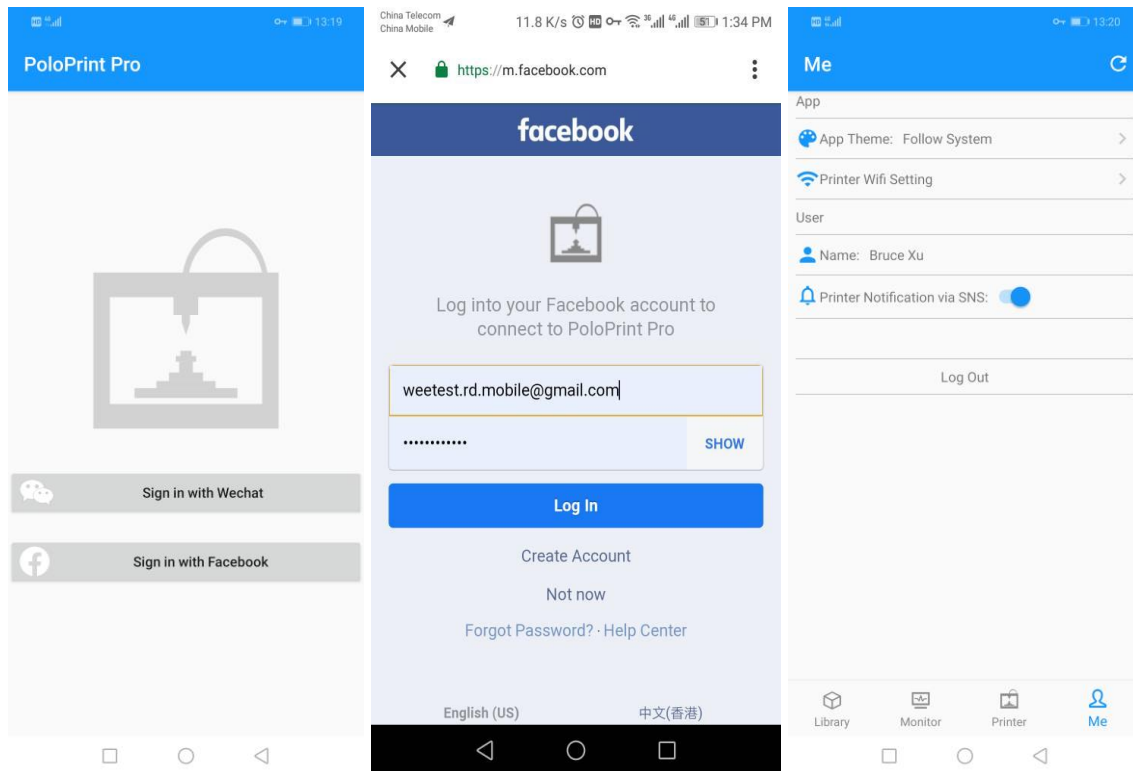 13:19
PoloPrint Pro
Sign in with Wechat
Sign in with Facebook
China Telecom
China Mobile
11.8 K/s HD 36 46 51 1:34 PM
https://m.facebook.com
facebook
Log into your Facebook account to
connect to PoloPrint Pro
weetest.rd.mobile@gmail.com
•••••••••••• SHOW
Log In
Create Account
Not now
Forgot Password? · Help Center
English (US) 中文(香港)
13:20
Me
App
App Theme: Follow System
Printer Wifi Setting
User
Name: Bruce Xu
Printer Notification via SNS:
Log Out
Library Monitor Printer Me